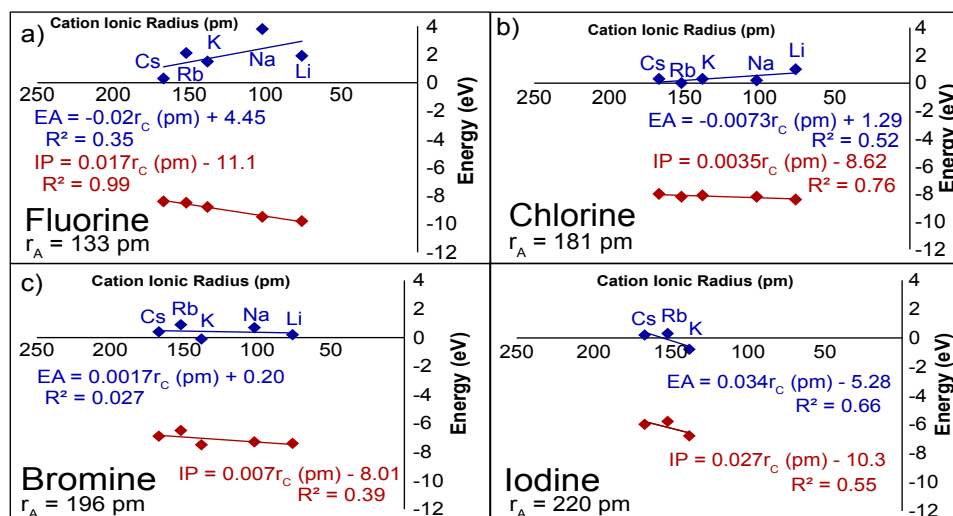 a)
Cation Ionic Radius (pm)
4
2
0
-2
-4
-6
-8
-10
-12
Energy (eV)
Cs
Rb
K
Na
Li
250
200
150
100
50
EA = -0.02rC (pm) + 4.45
R² = 0.35
IP = 0.017rC (pm) - 11.1
R² = 0.99
Fluorine
rA = 133 pm
b)
Cation Ionic Radius (pm)
4
2
0
-2
-4
-6
-8
-10
-12
Energy (eV)
Cs
Rb
K
Na
Li
250
200
150
100
50
EA = -0.0073rC (pm) + 1.29
R² = 0.52
IP = 0.0035rC (pm) - 8.62
R² = 0.76
Chlorine
rA = 181 pm
c)
Cation Ionic Radius (pm)
4
2
0
-2
-4
-6
-8
-10
-12
Energy (eV)
Cs
Rb
K
Na
Li
250
200
150
100
50
EA = 0.0017rC (pm) + 0.20
R² = 0.027
IP = 0.007rC (pm) - 8.01
R² = 0.39
Bromine
rA = 196 pm
Cation Ionic Radius (pm)
4
2
0
-2
-4
-6
-8
-10
-12
Energy (eV)
Cs
Rb
K
250
200
150
100
50
EA = 0.034rC (pm) - 5.28
R² = 0.66
IP = 0.027rC (pm) - 10.3
R² = 0.55
Iodine
rA = 220 pm